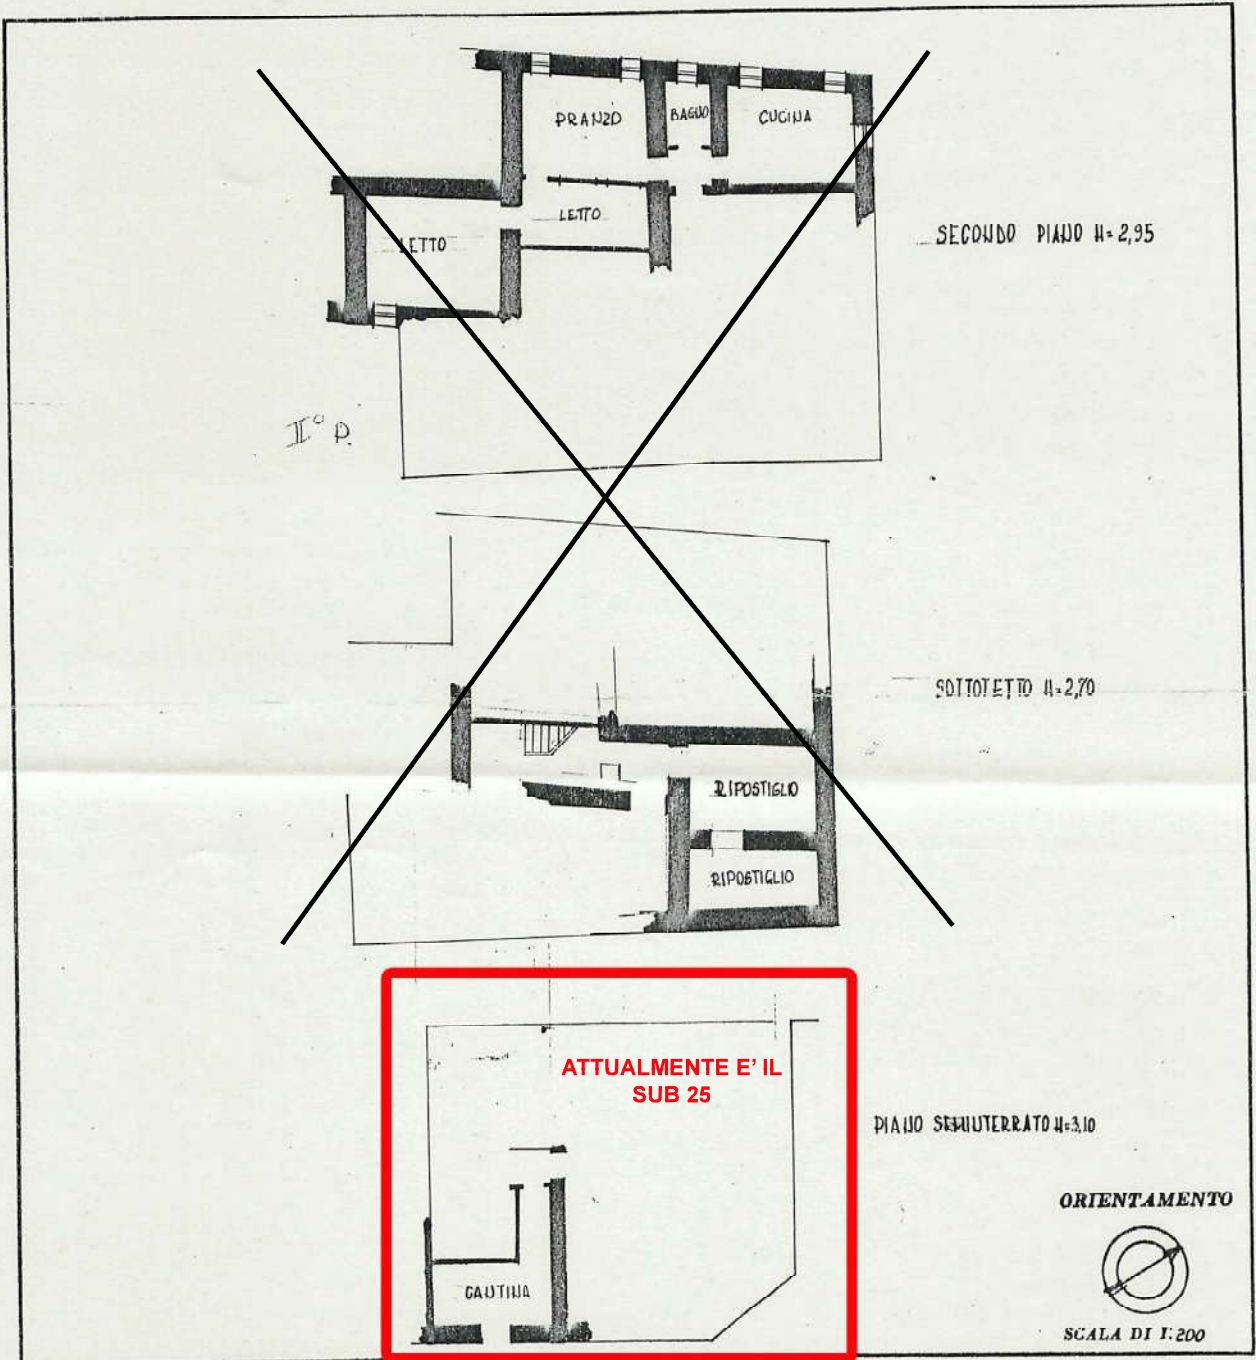 PRANZO
BAGNO
CUCINA
LETTO
LETTO
SECONDO PIANO H=2,95
II° P.
SOTTOTETTO H=2,70
RIPOSTIGLIO
RIPOSTIGLIO
ATTUALMENTE E' IL
SUB 25
PIANO SEMINTERRATO H=3,10
CANTINA
ORIENTAMENTO
SCALA DI 1:200